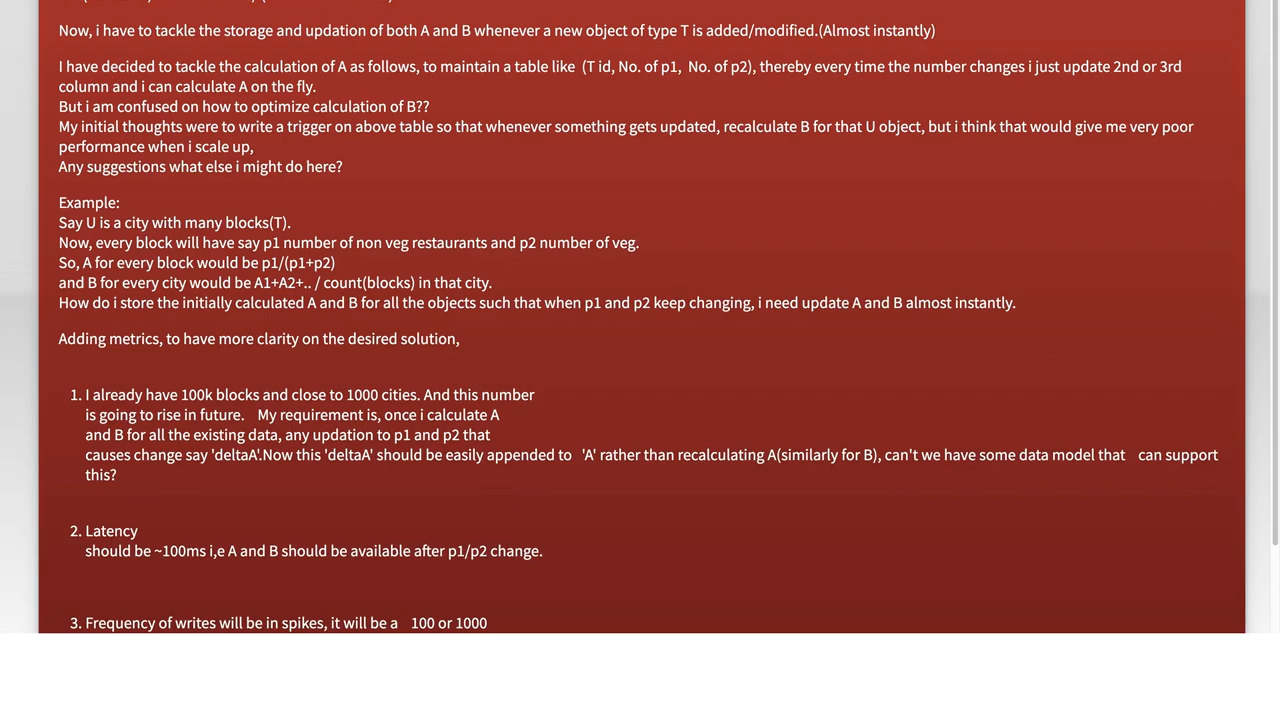 Now, i have to tackle the storage and updation of both A and B whenever a new object of type T is added/modified.(Almost instantly)
I have decided to tackle the calculation of A as follows, to maintain a table like (T id, No. of p1, No. of p2), thereby every time the number changes i just update 2nd or 3rd
column and i can calculate A on the fly.
But i am confused on how to optimize calculation of B??
My initial thoughts were to write a trigger on above table so that whenever something gets updated, recalculate B for that U object, but i think that would give me very poor
performance when i scale up,
Any suggestions what else i might do here?
Example:
Say U is a city with many blocks(T).
Now, every block will have say p1 number of non veg restaurants and p2 number of veg.
So, A for every block would be p1/(p1+p2)
and B for every city would be A1+A2+.. / count(blocks) in that city.
How do i store the initially calculated A and B for all the objects such that when p1 and p2 keep changing, i need update A and B almost instantly.
Adding metrics, to have more clarity on the desired solution,
1. I already have 100k blocks and close to 1000 cities. And this number
is going to rise in future. My requirement is, once i calculate A
and B for all the existing data, any updation to p1 and p2 that
causes change say 'deltaA'.Now this 'deltaA' should be easily appended to 'A' rather than recalculating A(similarly for B), can't we have some data model that can support
this?
2. Latency
should be ~100ms i,e A and B should be available after p1/p2 change.
3. Frequency of writes will be in spikes, it will be a 100 or 1000